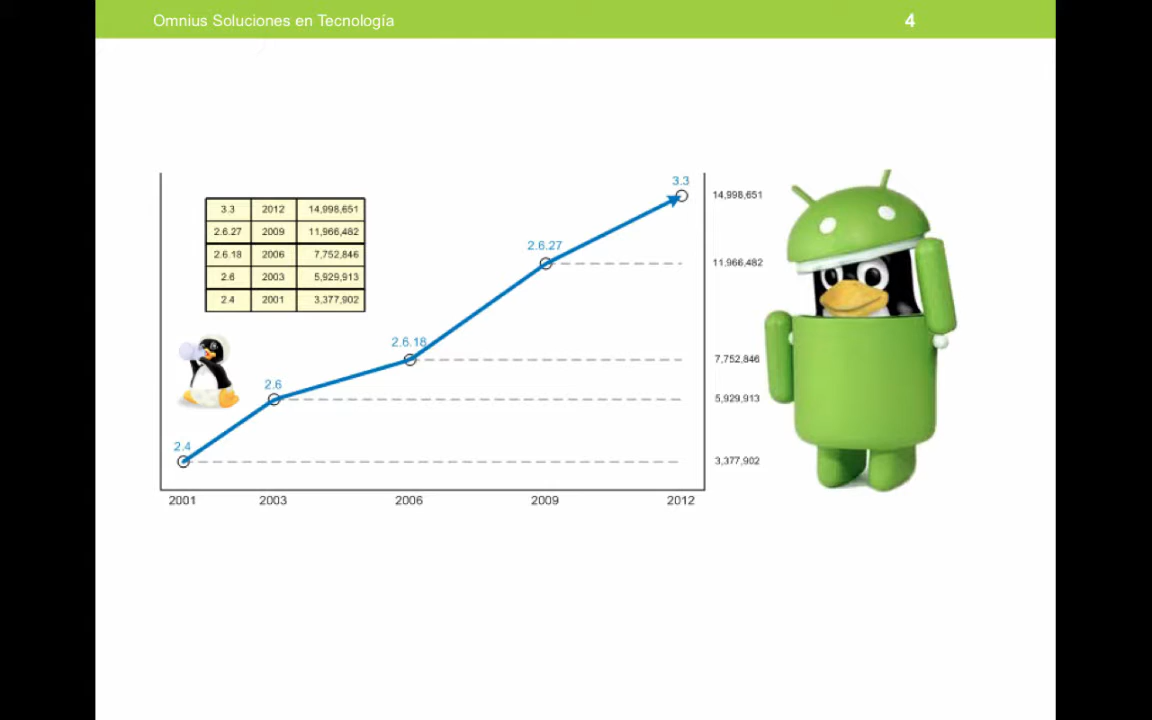 Omnius Soluciones en Tecnología
4
3.3 2012 14,998,651
2.6.27 2009 11,966,482
2.6.18 2006 7,752,846
2.6 2003 5,929,913
2.4 2001 3,377,902
3.3
2.6.27
2.6.18
2.6
2.4
14,998,651
11,966,482
7,752,846
5,929,913
3,377,902
2001 2003 2006 2009 2012